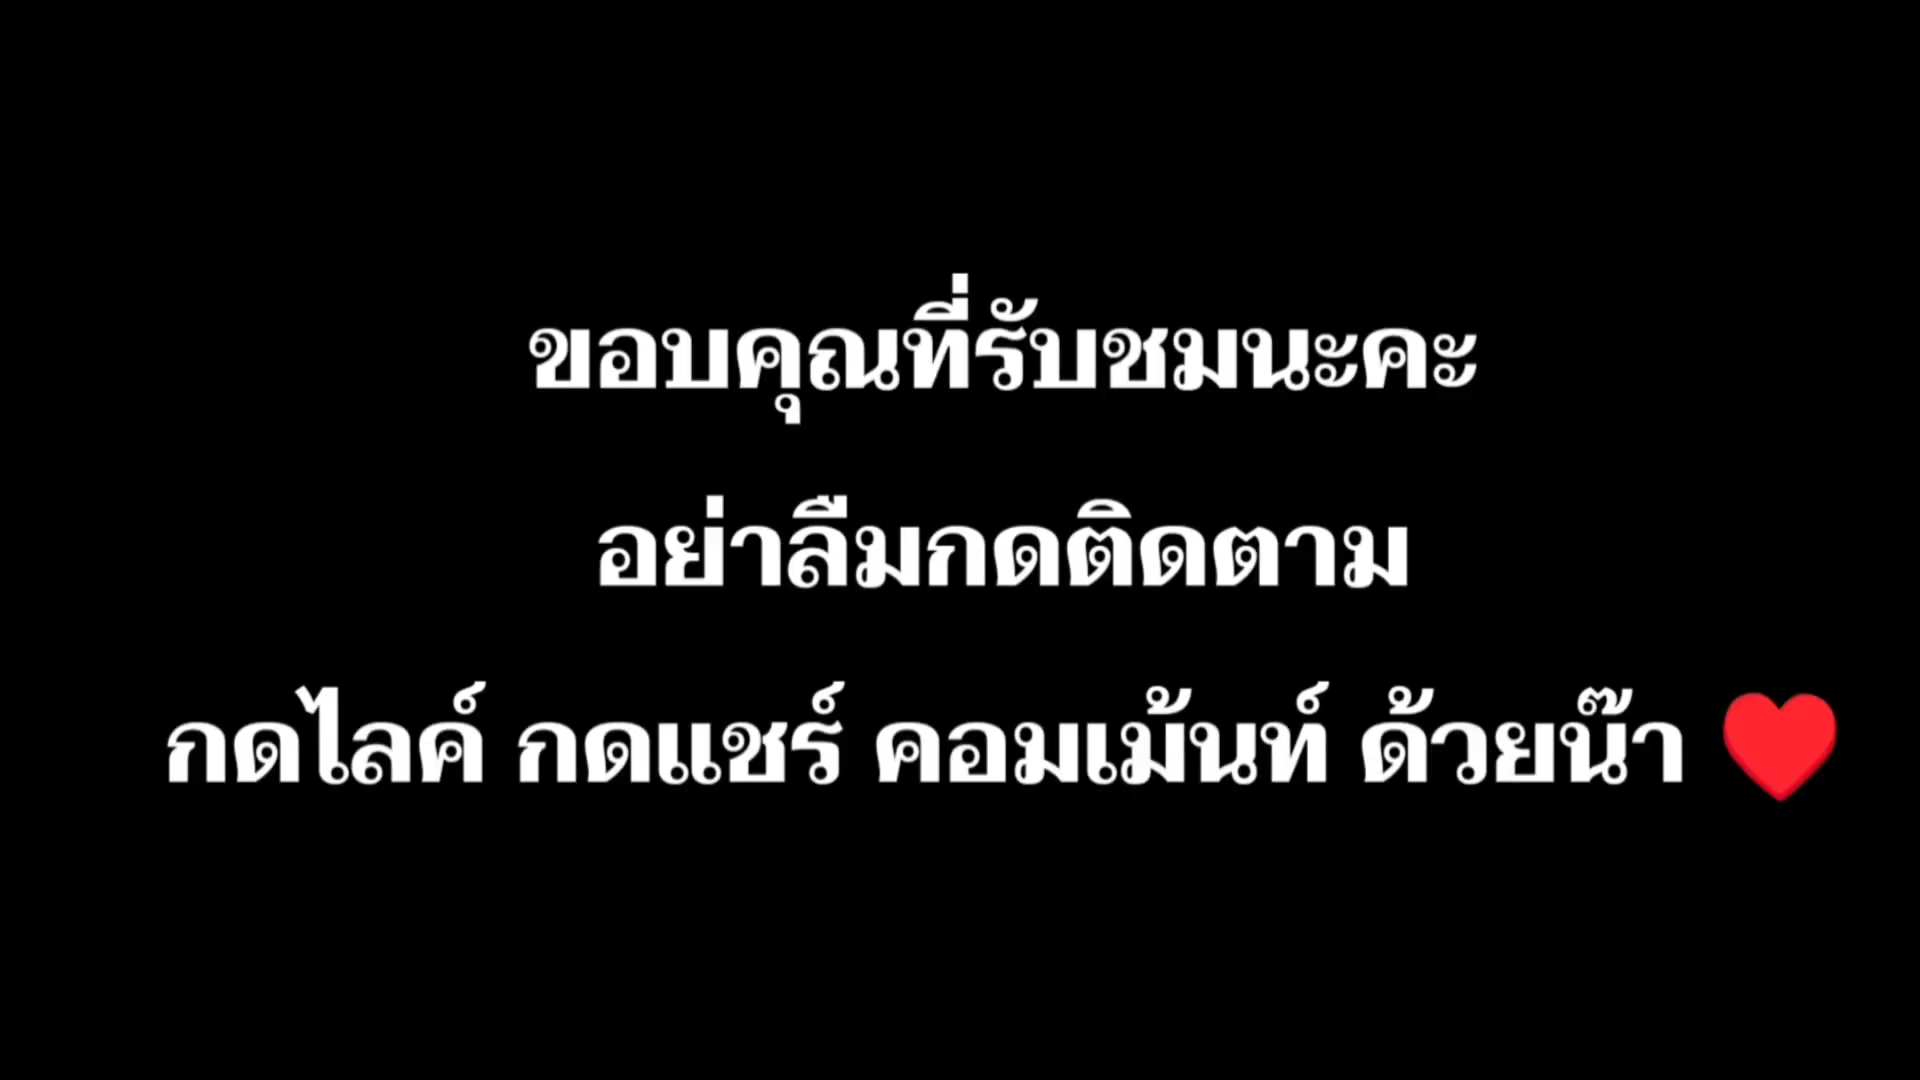 ขอบคุณที่รับชมนะคะ
อย่าลืมกดติดตาม
กดไลค์ กดแชร์ คอมเม้นท์ ด้วยน๊า ♥